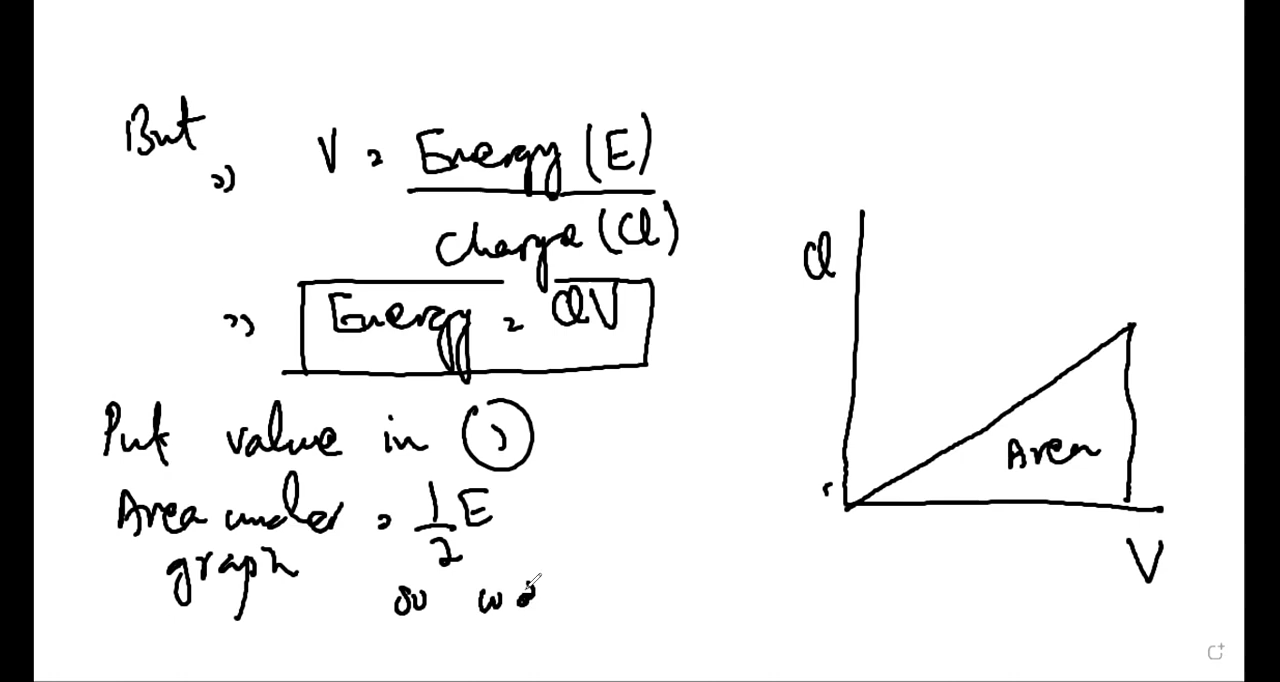 But
V = Energy (E)
Charge (Q)
Energy = QV
Put value in (1)
Area under = 1/2 E
graph
so w
Q
Area
V